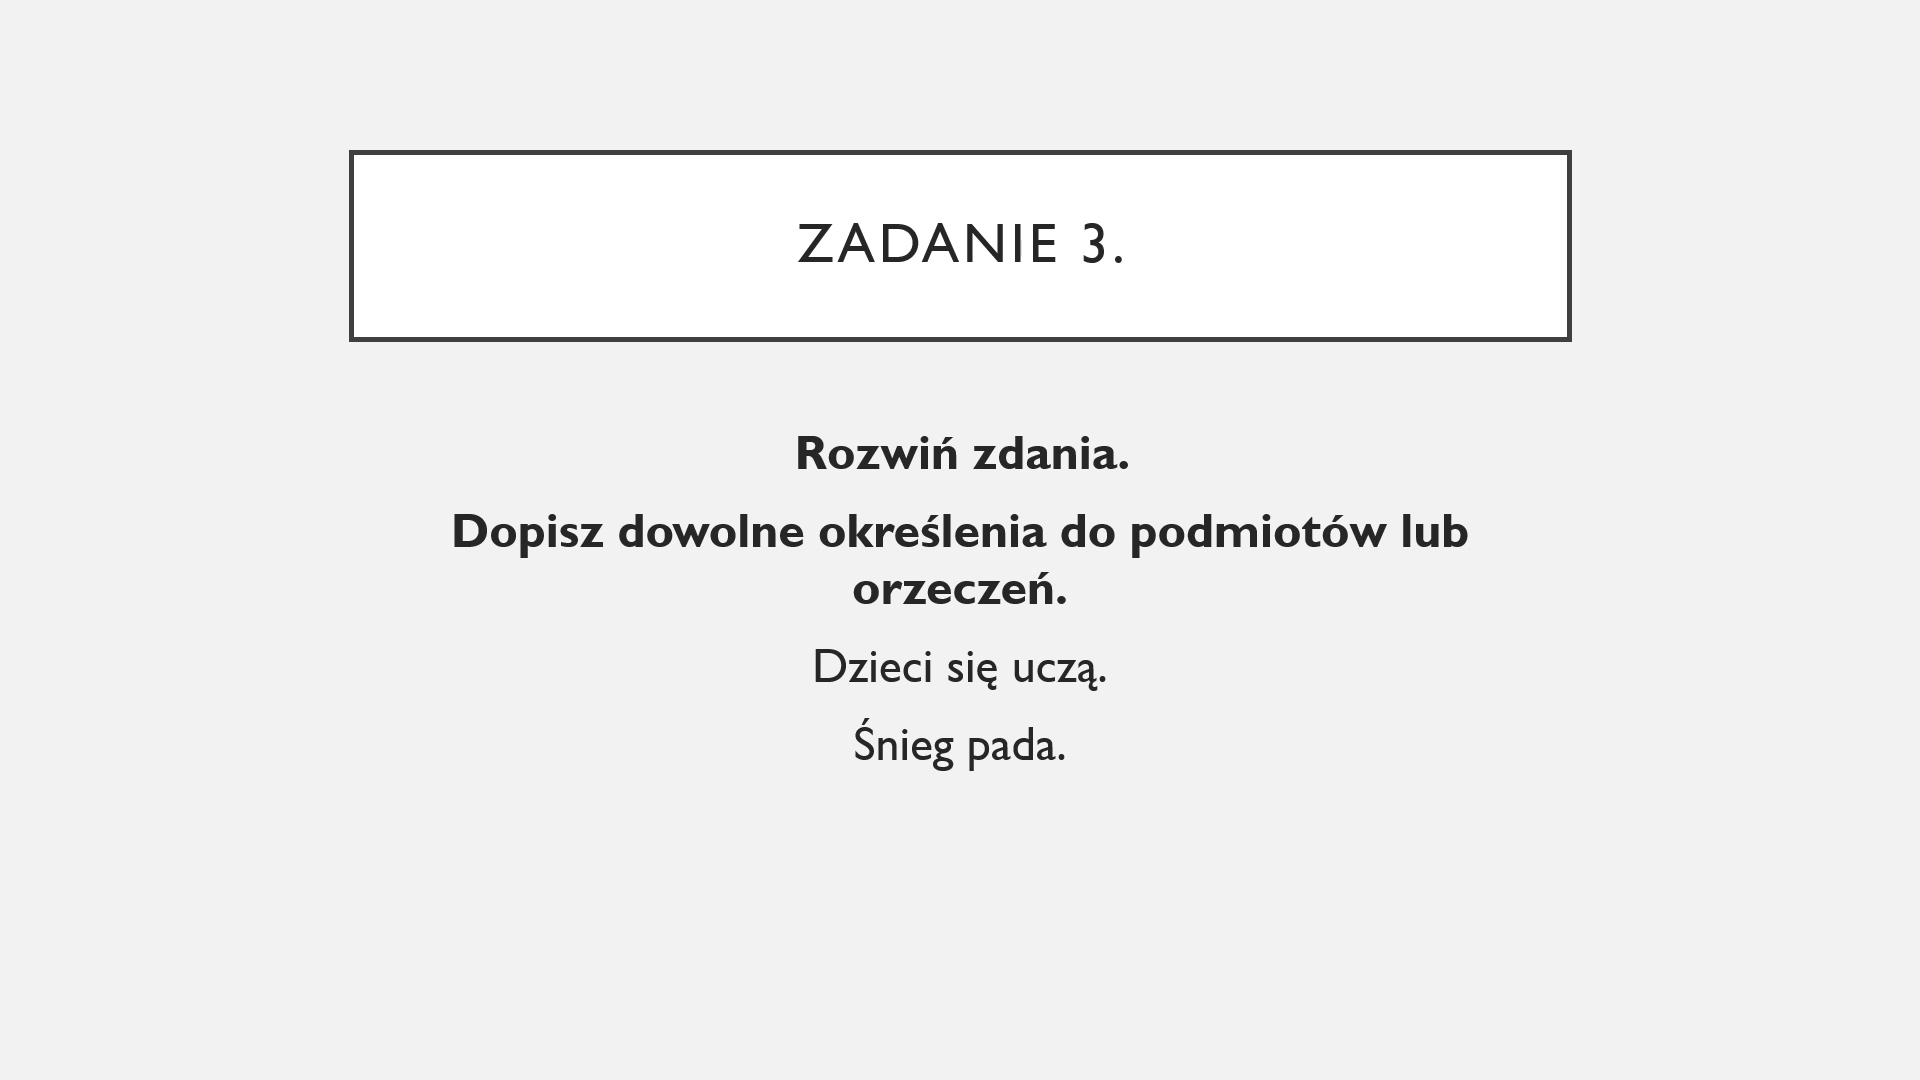 ZADANIE 3.
Rozwiń zdania.
Dopisz dowolne określenia do podmiotów lub
orzeczeń.
Dzieci się uczą.
Śnieg pada.